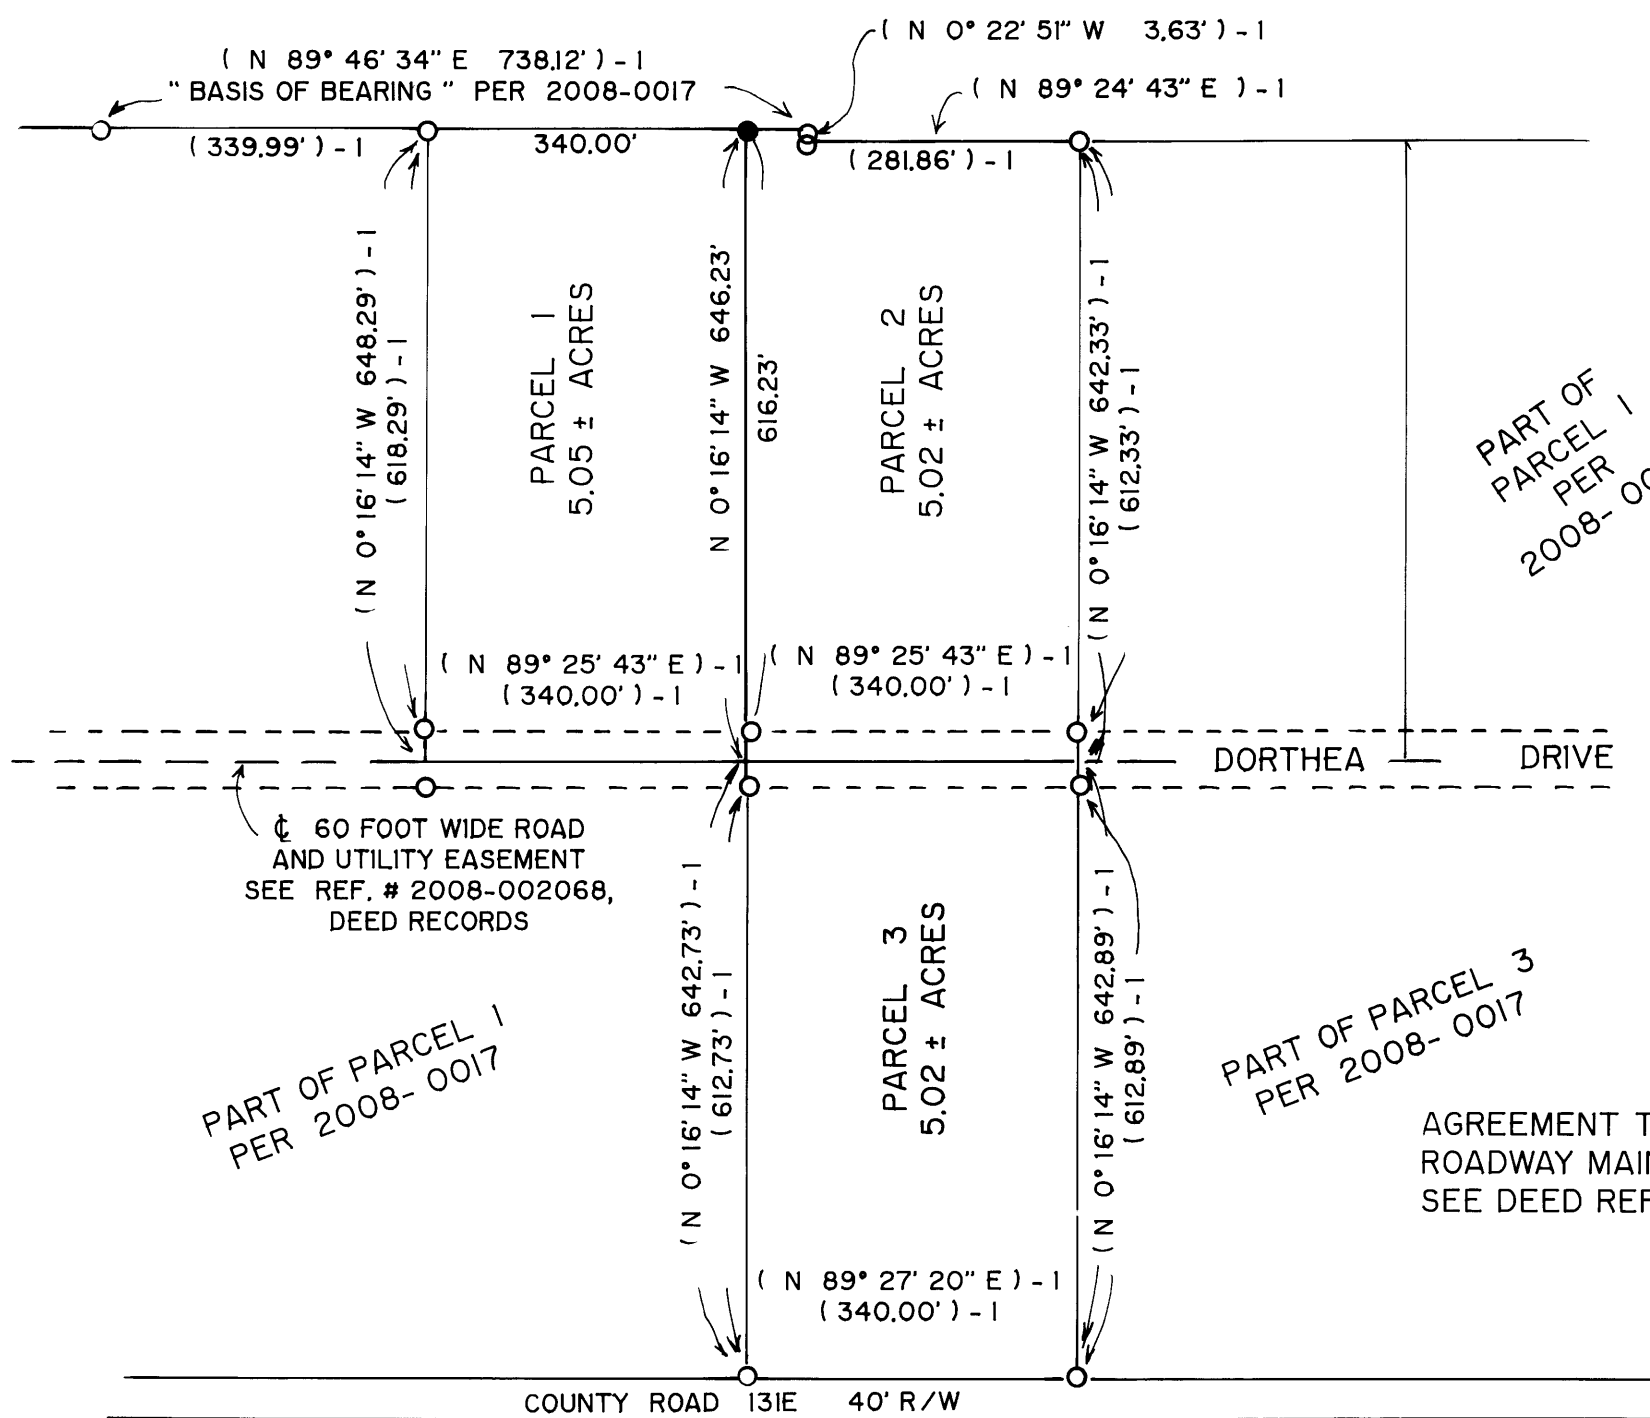 ( N 0° 22' 51" W 3.63' ) - 1
( N 89° 46' 34" E 738.12' ) - 1
" BASIS OF BEARING " PER 2008-0017
( N 89° 24' 43" E ) - 1
( 339.99' ) - 1
340.00'
( 281.86' ) - 1
( N 0° 16' 14" W 648.29' ) - 1
( 618.29' ) - 1
PARCEL 1
5.05 ± ACRES
N 0° 16' 14" W 646.23'
616.23'
PARCEL 2
5.02 ± ACRES
( N 0° 16' 14" W 642.33' ) - 1
( 612.33' ) - 1
PART OF
PARCEL 1
PER
( N 89° 25' 43" E ) - 1
( 340.00' ) - 1
( N 89° 25' 43" E ) - 1
( 340.00' ) - 1
DORTHEA DRIVE
℄ 60 FOOT WIDE ROAD
AND UTILITY EASEMENT
SEE REF. # 2008-002068,
DEED RECORDS
( N 0° 16' 14" W 642.73' ) - 1
( 612.73' ) - 1
PARCEL 3
5.02 ± ACRES
( N 0° 16' 14" W 642.89' ) - 1
( 612.89' ) - 1
PART OF PARCEL 1
PER 2008- 0017
PART OF PARCEL 3
PER 2008- 0017
AGREEMENT
ROADWAY
SEE DEED
( N 89° 27' 20" E ) - 1
( 340.00' ) - 1
COUNTY ROAD 131E 40' R/W